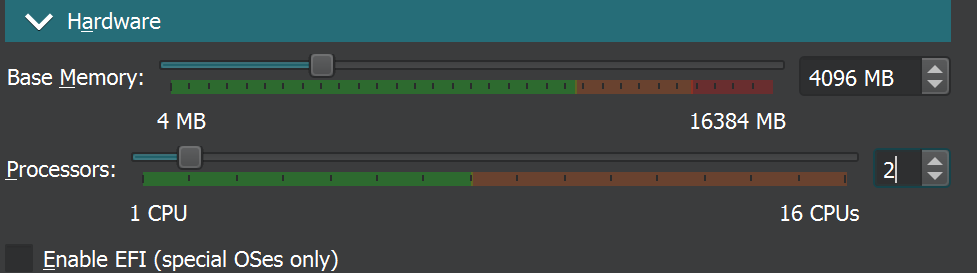 Hardware
Base Memory: 4096 MB
4 MB 16384 MB
Processors: 2
1 CPU 16 CPUs
Enable EFI (special OSes only)